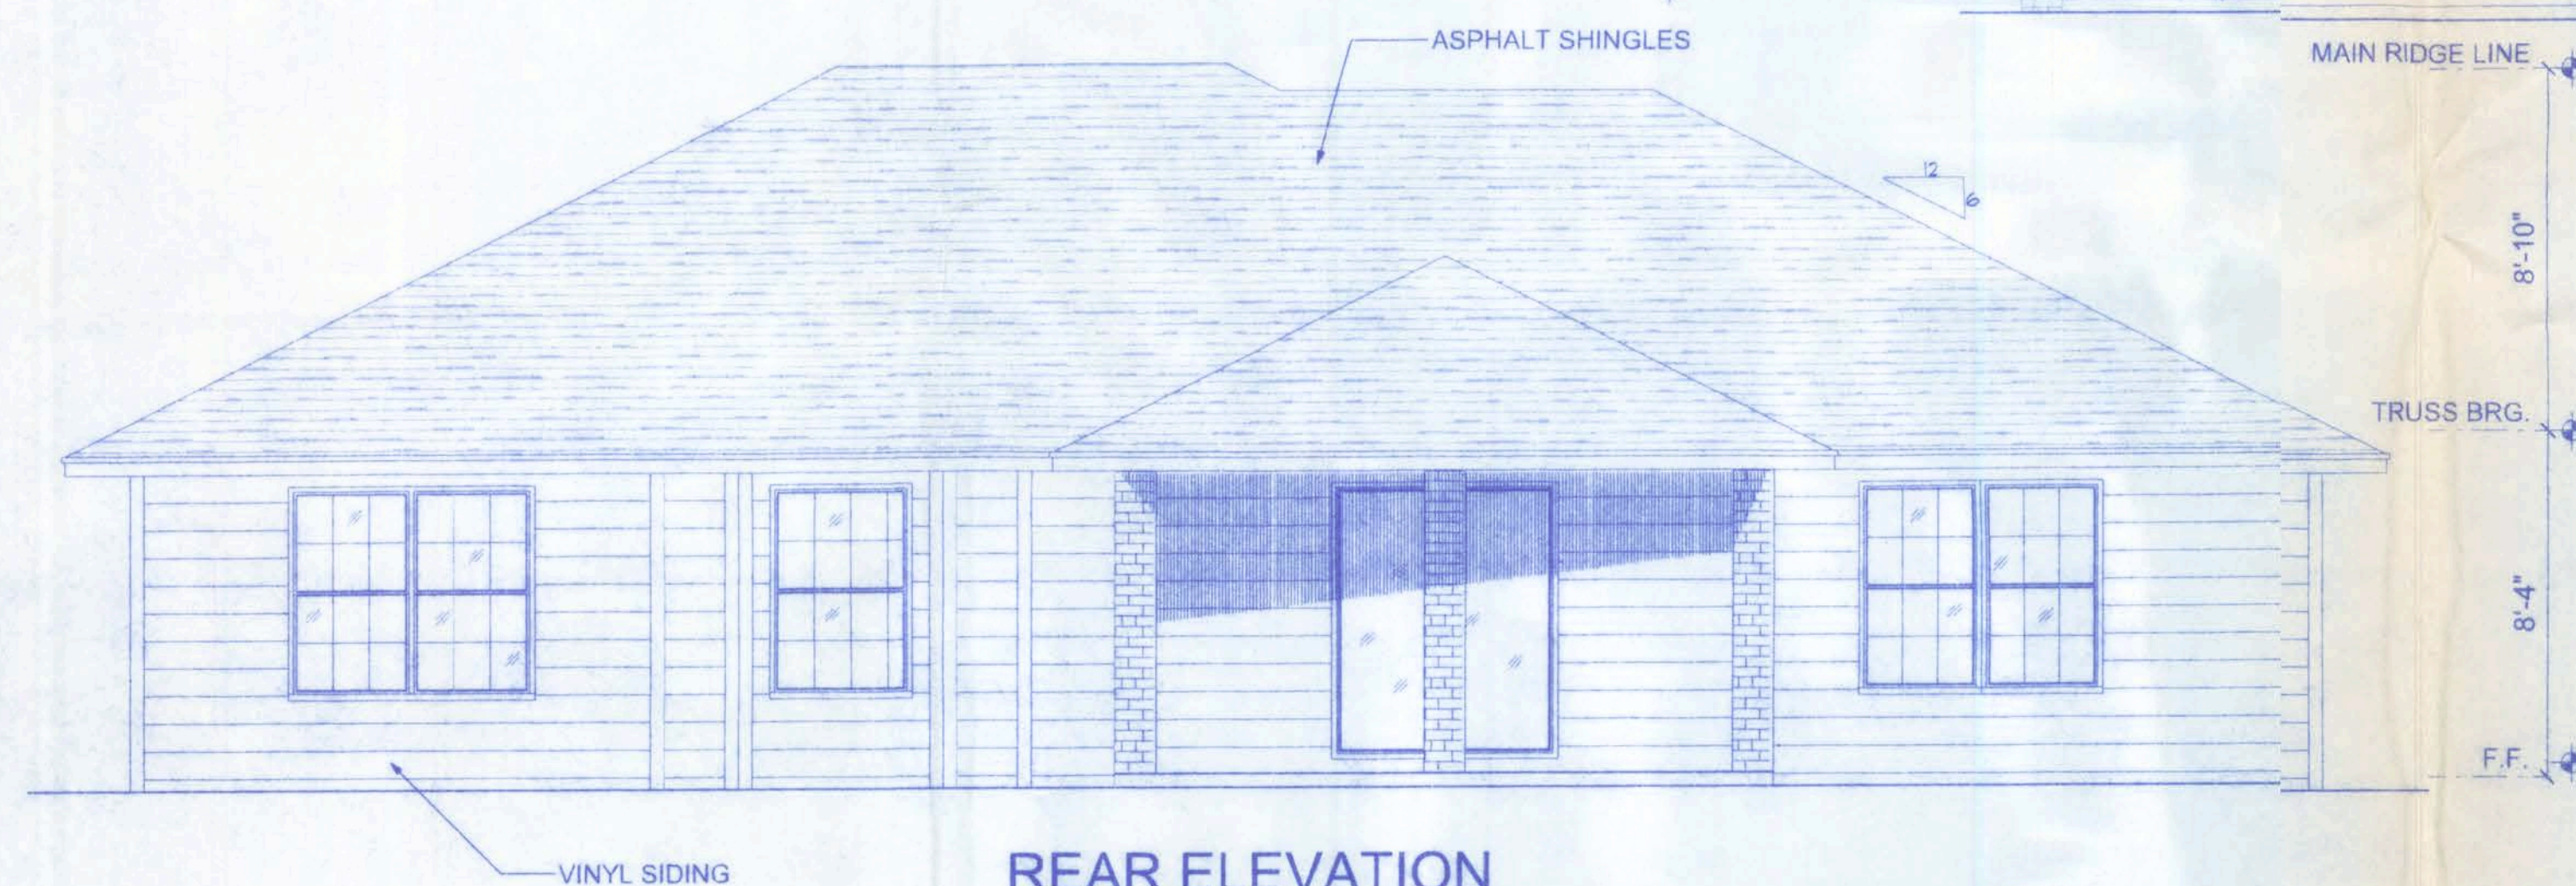 ASPHALT SHINGLES
MAIN RIDGE LINE
12
6
8'-10"
TRUSS BRG.
8'-4"
F.F.
VINYL SIDING
REAR ELEVATION